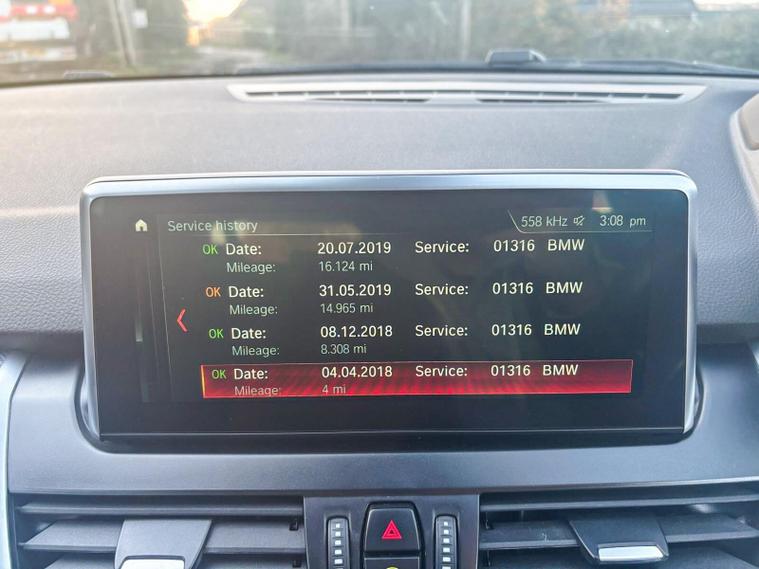 Service history 558 kHz 3:08 pm
OK Date: 20.07.2019 Service: 01316 BMW
Mileage: 16.124 mi
OK Date: 31.05.2019 Service: 01316 BMW
Mileage: 14.965 mi
OK Date: 08.12.2018 Service: 01316 BMW
Mileage: 8.308 mi
OK Date: 04.04.2018 Service: 01316 BMW
Mileage: 4 mi